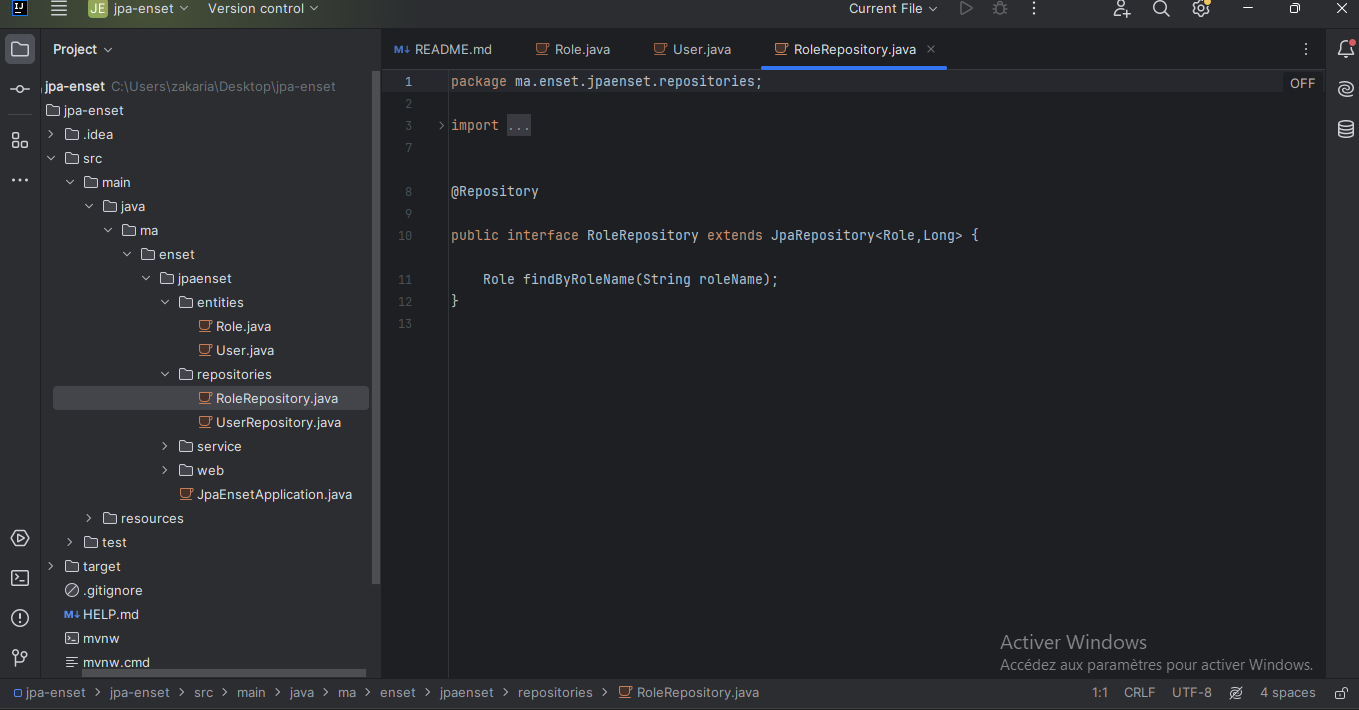 JE jpa-enset Version control Current File
Project
README.md Role.java User.java RoleRepository.java
jpa-enset C:\Users\zakaria\Desktop\jpa-enset
jpa-enset
.idea
src
main
java
ma
enset
jpaenset
entities
Role.java
User.java
repositories
RoleRepository.java
UserRepository.java
service
web
JpaEnsetApplication.java
resources
test
target
.gitignore
HELP.md
mvnw
mvnw.cmd
OFF
1 package ma.enset.jpaenset.repositories;
2
3 import ...
7
8 @Repository
9
10 public interface RoleRepository extends JpaRepository<Role,Long> {
11 Role findByRoleName(String roleName);
12 }
13
Activer Windows
Accédez aux paramètres pour activer Windows.
jpa-enset > jpa-enset > src > main > java > ma > enset > jpaenset > repositories > RoleRepository.java 1:1 CRLF UTF-8 4 spaces